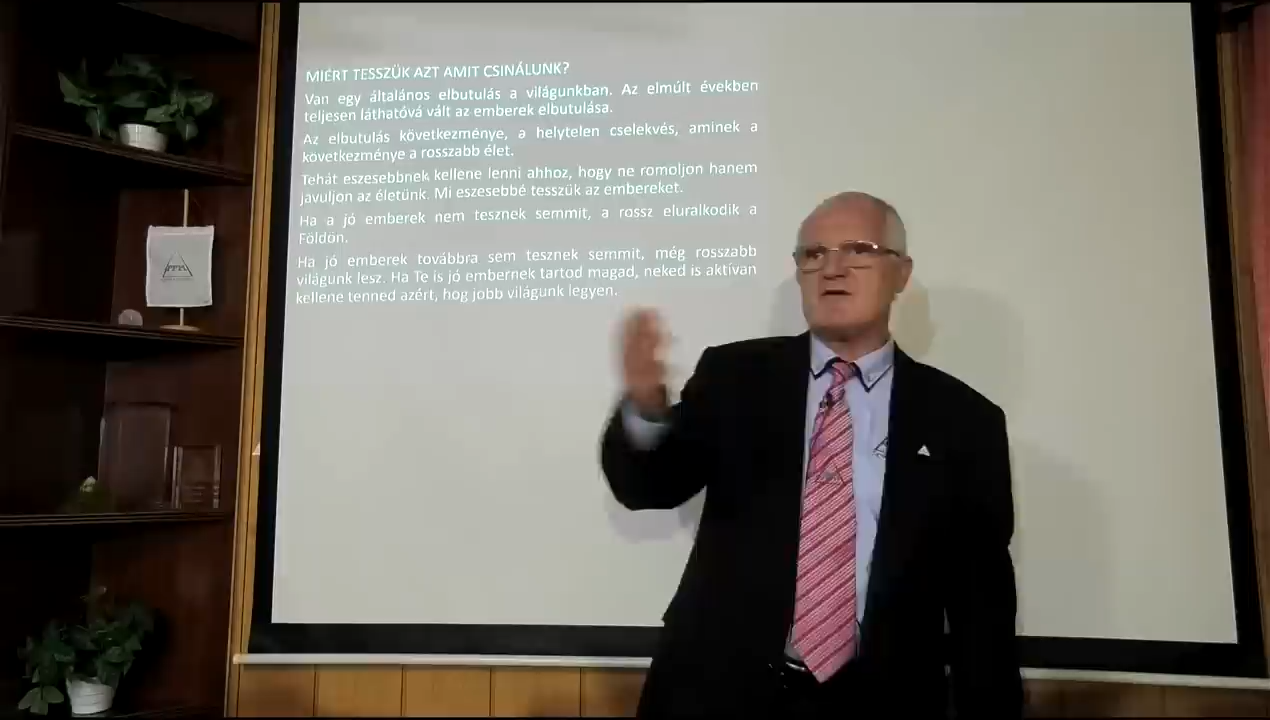 MIÉRT TESSZÜK AZT AMIT CSINÁLUNK?
Van egy általános elbutulás a világunkban. Az elmúlt években
teljesen láthatóvá vált az emberek elbutulása.
Az elbutulás következménye, a helytelen cselekvés, aminek a
következménye a rosszabb élet.
Tehát eszesebbnek kellene lenni ahhoz, hogy ne romoljon hanem
javuljon az életünk. Mi eszesebbé tesszük az embereket.
Ha a jó emberek nem tesznek semmit, a rossz eluralkodik a
Földön.
Ha jó emberek továbbra sem tesznek semmit, még rosszabb
világunk lesz. Ha Te is jó embernek tartod magad, neked is aktívan
kellene tenned azért, hog jobb világunk legyen.